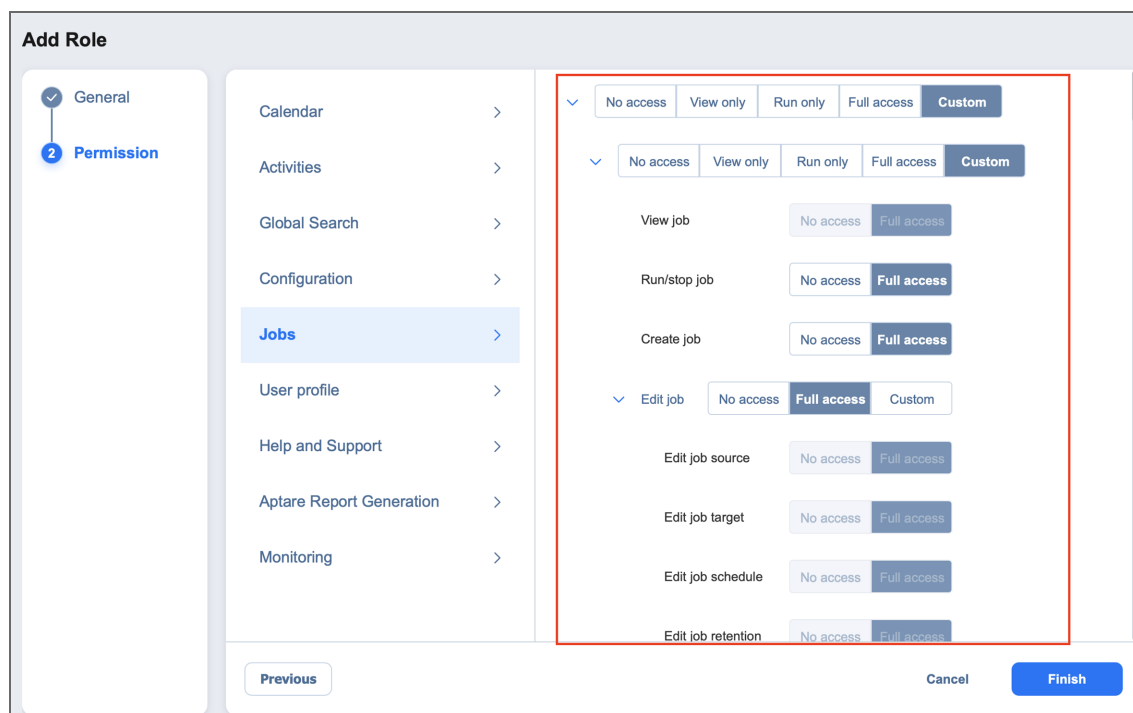 Add Role
General
2 Permission
Calendar
Activities
Global Search
Configuration
Jobs
User profile
Help and Support
Aptare Report Generation
Monitoring
No access View only Run only Full access Custom
No access View only Run only Full access Custom
View job No access Full access
Run/stop job No access Full access
Create job No access Full access
Edit job No access Full access Custom
Edit job source No access Full access
Edit job target No access Full access
Edit job schedule No access Full access
Edit job retention No access Full access
Previous Cancel Finish